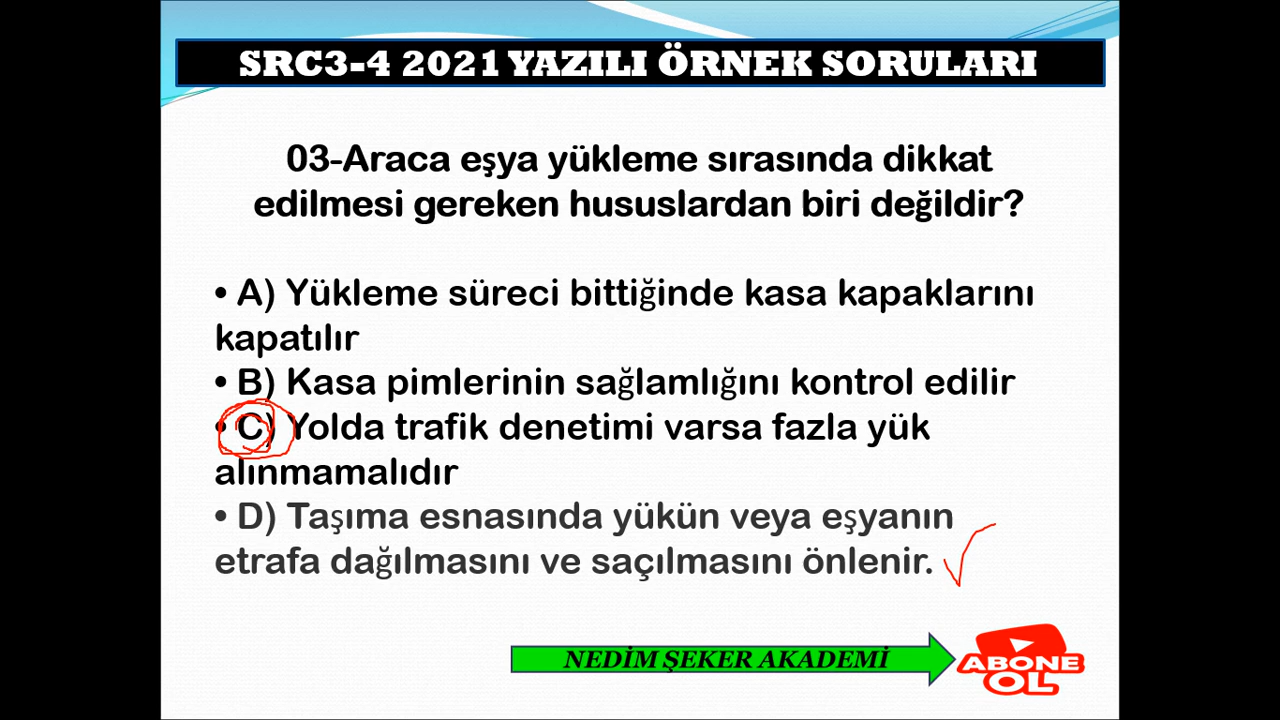 SRC3-4 2021 YAZILI ÖRNEK SORULARI
03-Araca eşya yükleme sırasında dikkat
edilmesi gereken hususlardan biri değildir?
• A) Yükleme süreci bittiğinde kasa kapaklarını
kapatılır
• B) Kasa pimlerinin sağlamlığını kontrol edilir
• C) Yolda trafik denetimi varsa fazla yük
alınmamalıdır
• D) Taşıma esnasında yükün veya eşyanın
etrafa dağılmasını ve saçılmasını önlenir.
NEDİM ŞEKER AKADEMİ
ABONE
OL